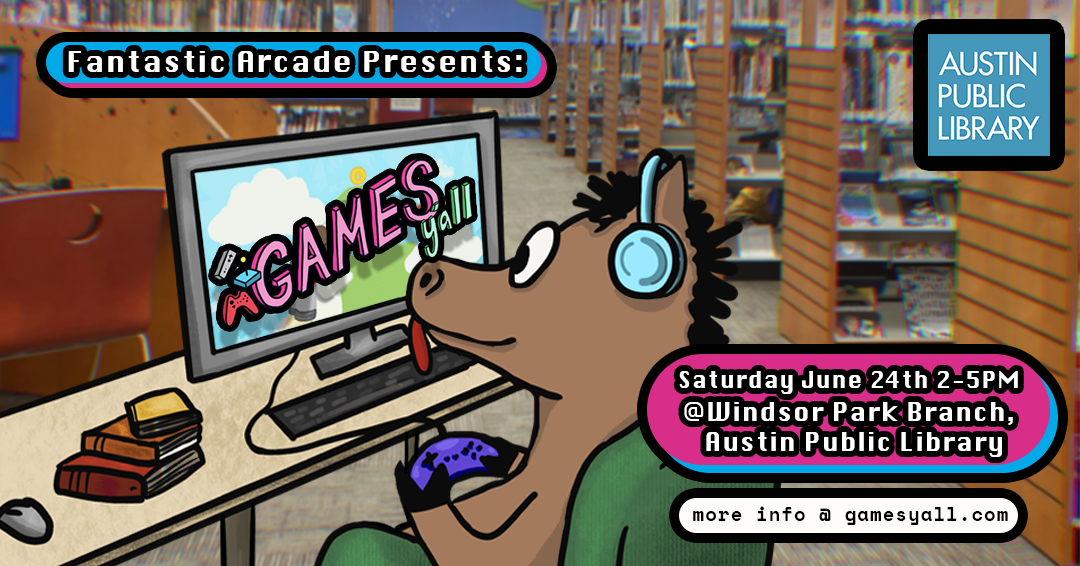 Fantastic Arcade Presents:
AUSTIN
PUBLIC
LIBRARY
GAMES
y'all
Saturday June 24th 2-5PM
@Windsor Park Branch,
Austin Public Library
more info @ gamesyall.com